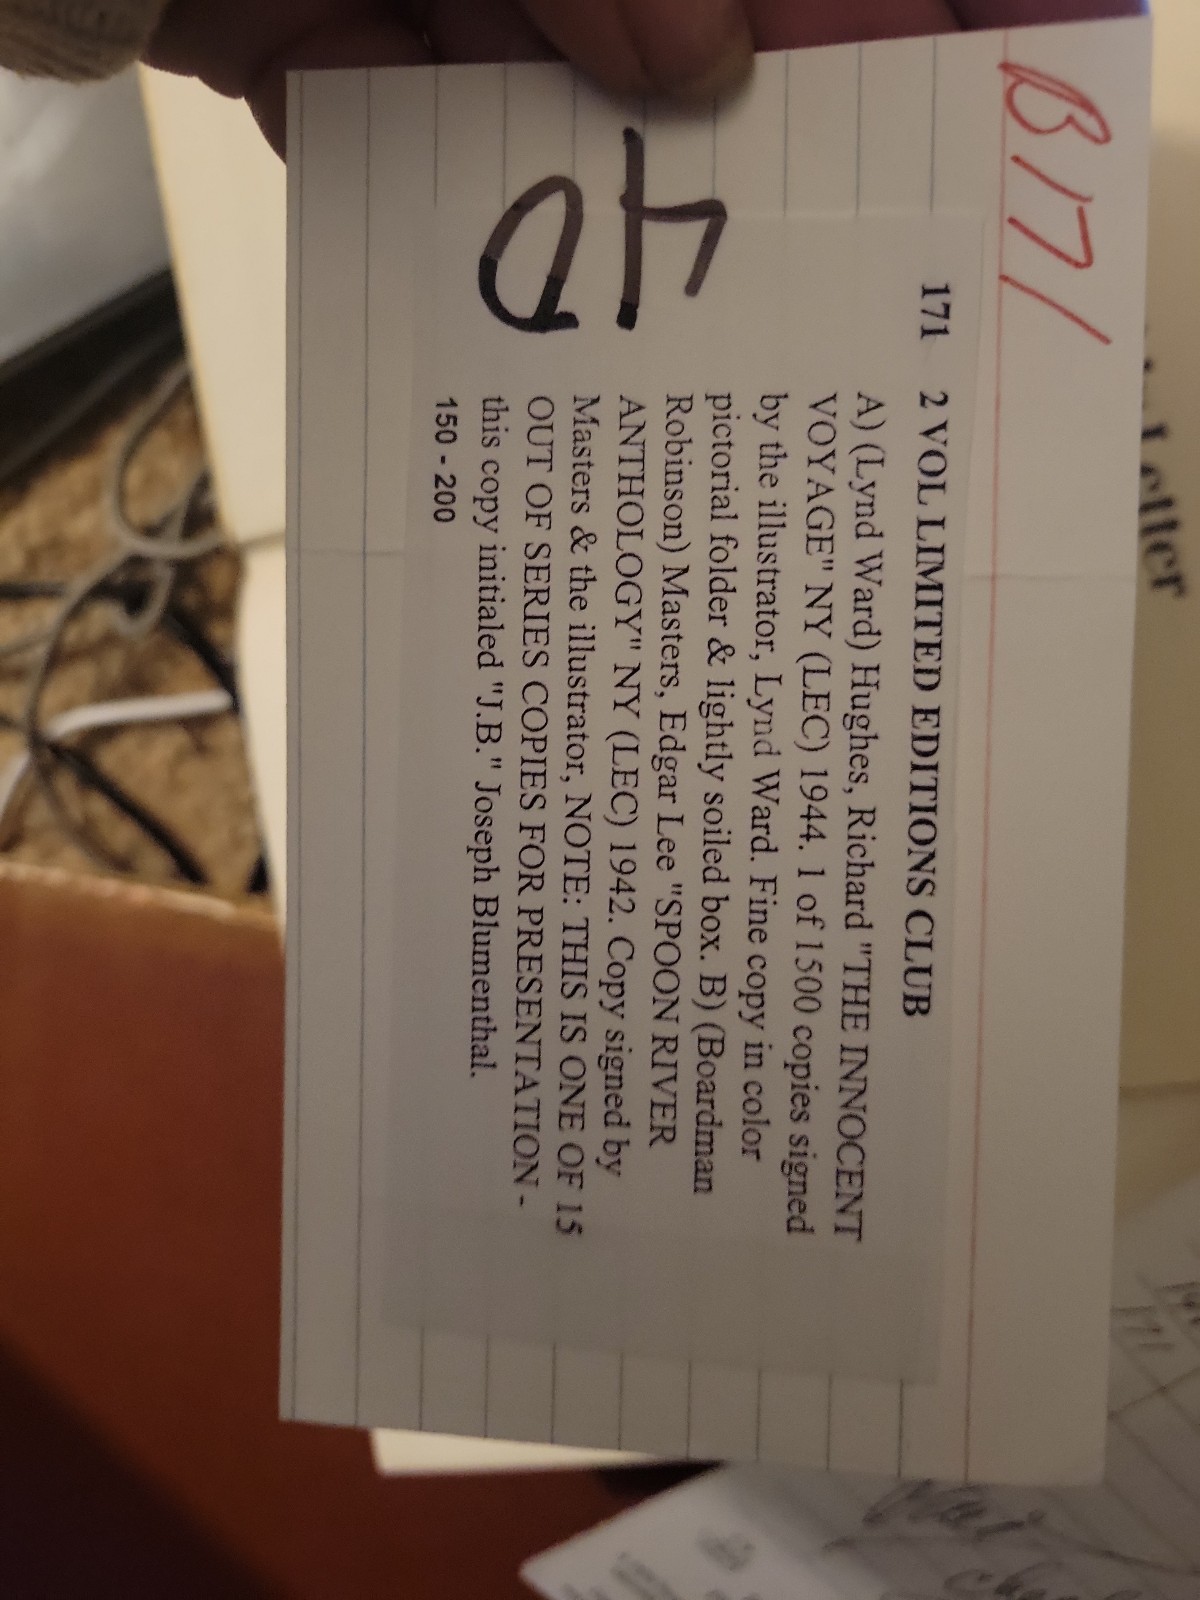 B171
171 2 VOL LIMITED EDITIONS CLUB
A) (Lynd Ward) Hughes, Richard "THE INNOCENT
VOYAGE" NY (LEC) 1944. 1 of 1500 copies signed
by the illustrator, Lynd Ward. Fine copy in color
pictorial folder & lightly soiled box. B) (Boardman
Robinson) Masters, Edgar Lee "SPOON RIVER
ANTHOLOGY" NY (LEC) 1942. Copy signed by
Masters & the illustrator, NOTE: THIS IS ONE OF 15
OUT OF SERIES COPIES FOR PRESENTATION -
this copy initialed "J.B." Joseph Blumenthal.
150 - 200
Letter